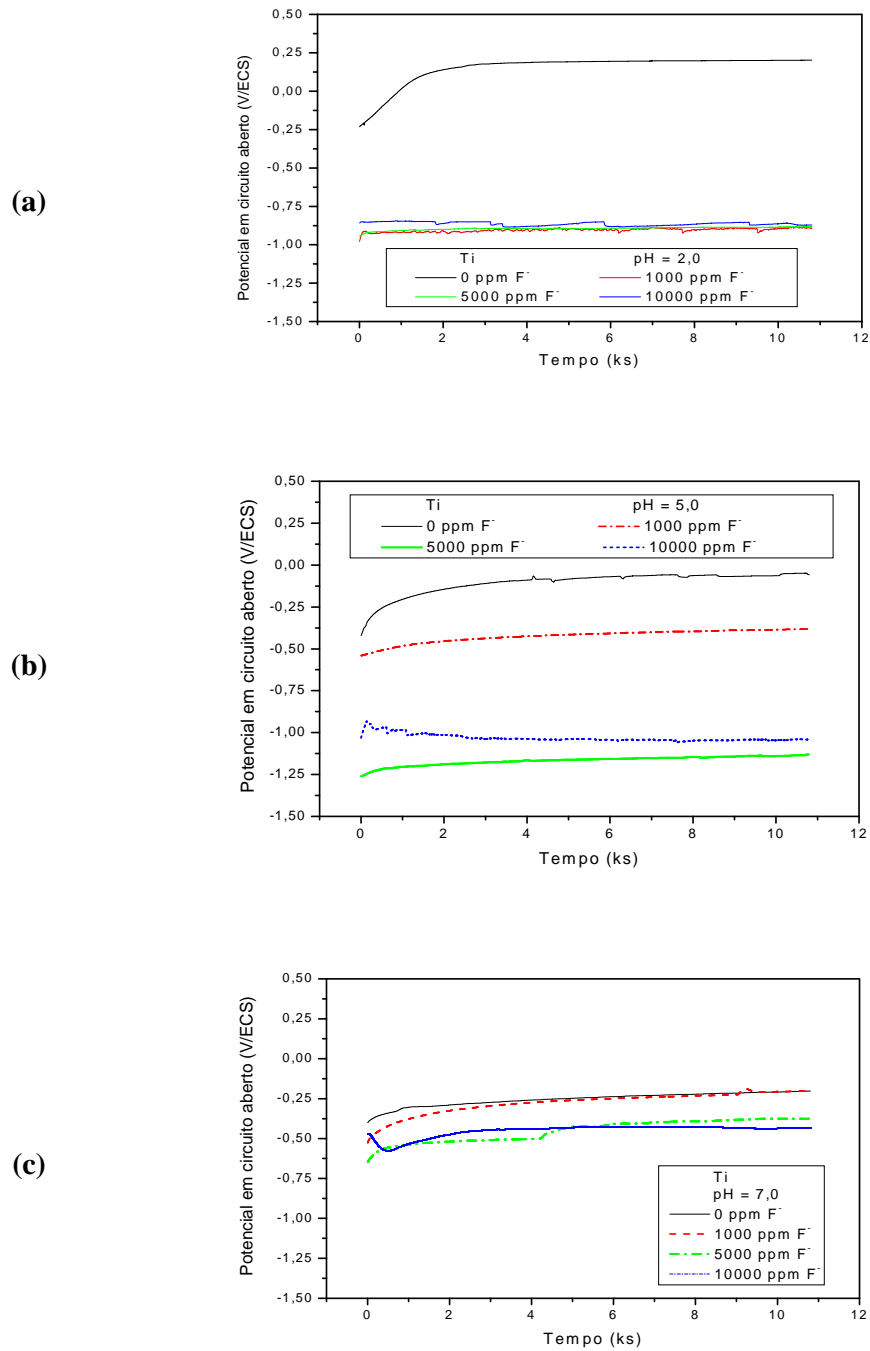 (a)
Potencial em circuito aberto (V/ECS)
0,50
0,25
0,00
-0,25
-0,50
-0,75
-1,00
-1,25
-1,50
Ti pH = 2,0
0 ppm F- 1000 ppm F-
5000 ppm F- 10000 ppm F-
0 2 4 6 8 10 12
Tempo (ks)
(b)
Potencial em circuito aberto (V/ECS)
0,50
0,25
0,00
-0,25
-0,50
-0,75
-1,00
-1,25
-1,50
Ti pH = 5,0
0 ppm F- 1000 ppm F-
5000 ppm F- 10000 ppm F-
0 2 4 6 8 10 12
Tempo (ks)
(c)
Potencial em circuito aberto (V/ECS)
0,50
0,25
0,00
-0,25
-0,50
-0,75
-1,00
-1,25
-1,50
Ti
pH = 7,0
0 ppm F-
1000 ppm F-
5000 ppm F-
10000 ppm F-
0 2 4 6 8 10 12
Tempo (ks)